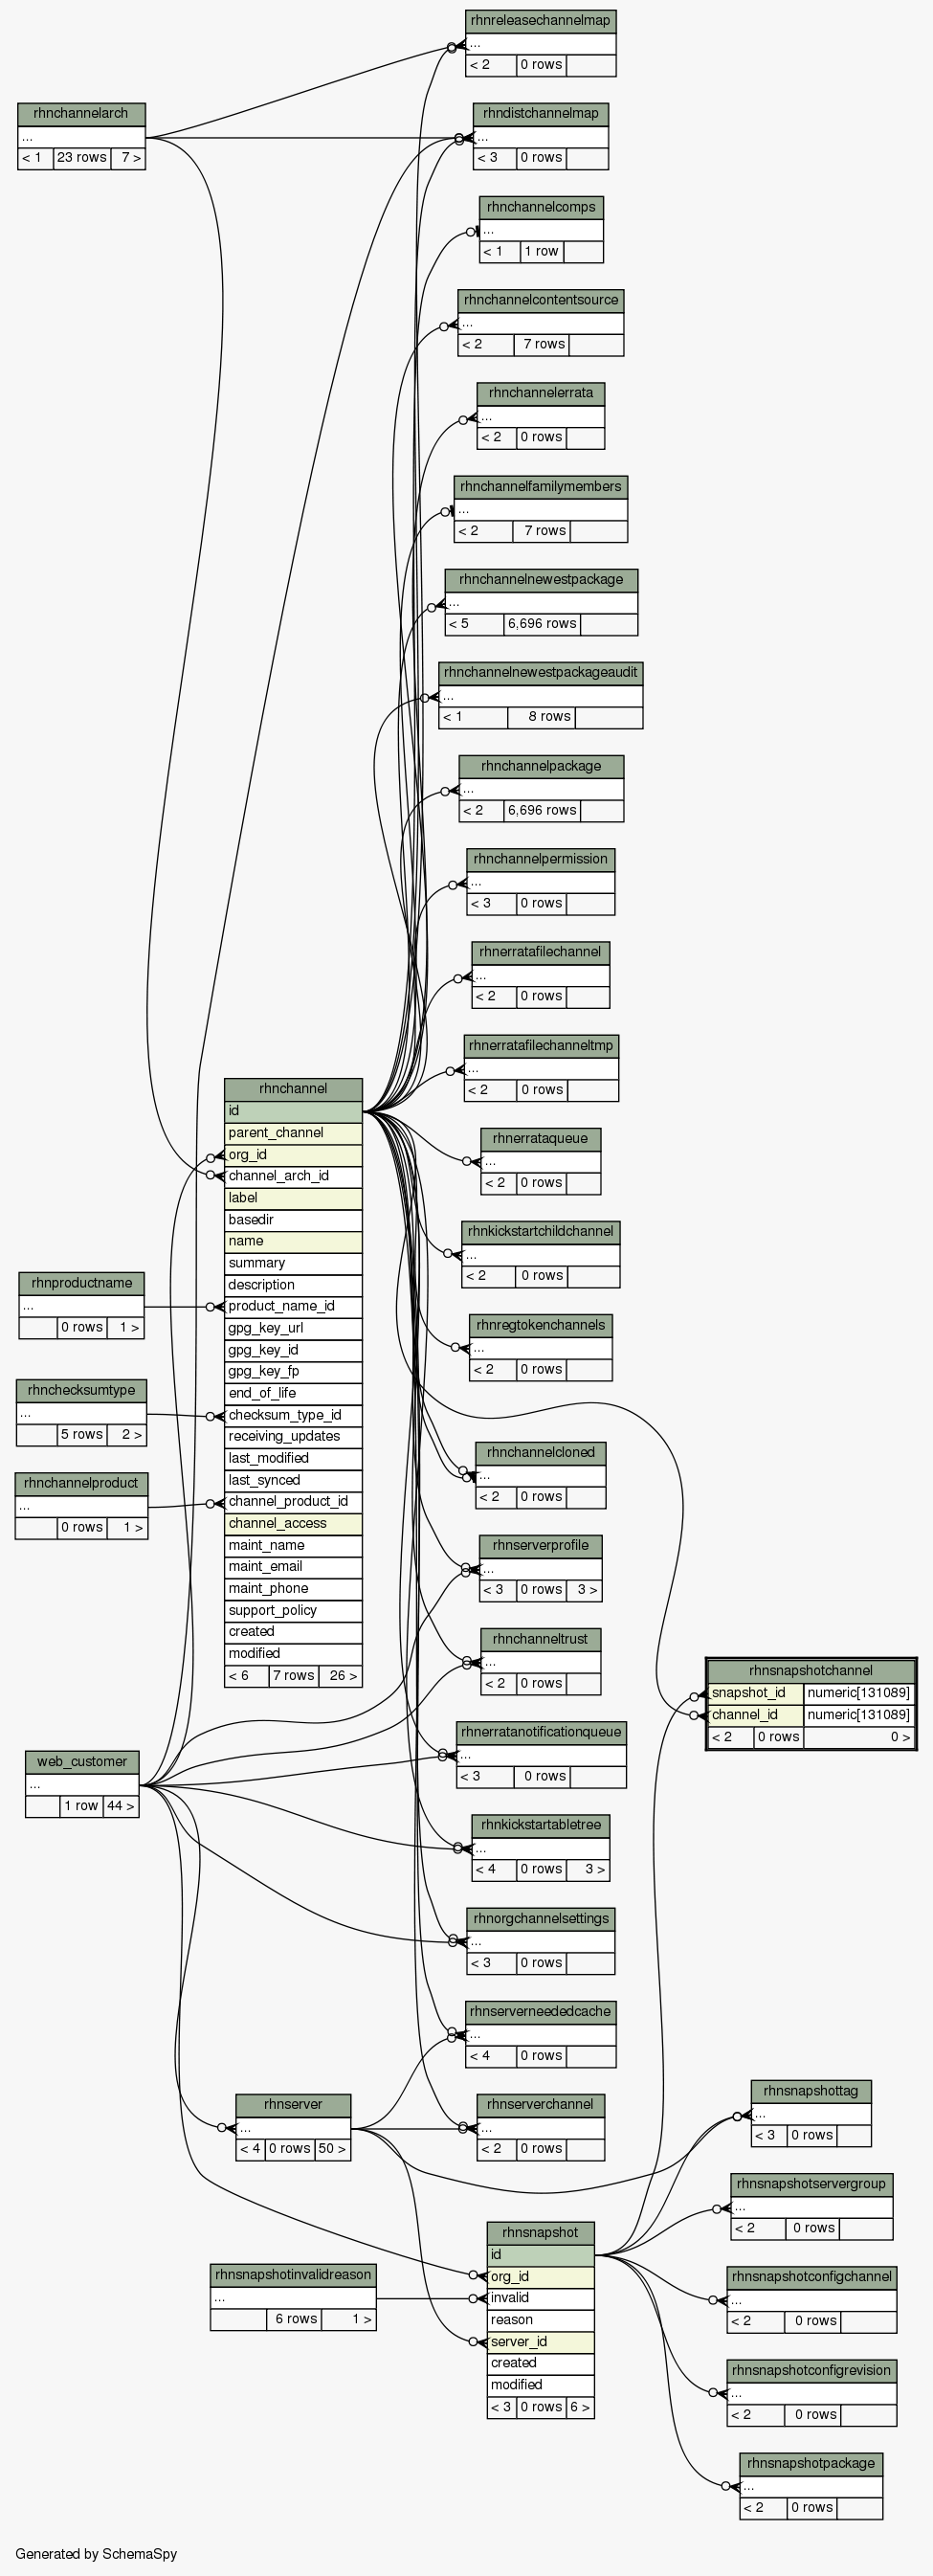 rhnreleasechannelmap
...
< 2 0 rows
rhnchannelarch
...
< 1 23 rows 7 >
rhndistchannelmap
...
< 3 0 rows
rhnchannelcomps
...
< 1 1 row
rhnchannelcontentsource
...
< 2 7 rows
rhnchannelerrata
...
< 2 0 rows
rhnchannelfamilymembers
...
< 2 7 rows
rhnchannelnewestpackage
...
< 5 6,696 rows
rhnchannelnewestpackageaudit
...
< 1 8 rows
rhnchannelpackage
...
< 2 6,696 rows
rhnchannelpermission
...
< 3 0 rows
rhnerratafilechannel
...
< 2 0 rows
rhnerratafilechanneltmp
...
< 2 0 rows
rhnerrataqueue
...
< 2 0 rows
rhnkickstartchildchannel
...
< 2 0 rows
rhnregtokenchannels
...
< 2 0 rows
rhnchannel
id
parent_channel
org_id
channel_arch_id
label
basedir
name
summary
description
product_name_id
gpg_key_url
gpg_key_id
gpg_key_fp
end_of_life
checksum_type_id
receiving_updates
last_modified
last_synced
channel_product_id
channel_access
maint_name
maint_email
maint_phone
support_policy
created
modified
< 6 7 rows 26 >
rhnproductname
...
0 rows 1 >
rhnchecksumtype
...
5 rows 2 >
rhnchannelproduct
...
0 rows 1 >
rhnchannelcloned
...
< 2 0 rows
rhnserverprofile
...
< 3 0 rows 3 >
rhnchanneltrust
...
< 2 0 rows
rhnsnapshotchannel
snapshot_id numeric[131089]
channel_id numeric[131089]
< 2 0 rows 0 >
rhnerratanotificationqueue
...
< 3 0 rows
web_customer
...
1 row 44 >
rhnkickstartabletree
...
< 4 0 rows 3 >
rhnorgchannelsettings
...
< 3 0 rows
rhnserverneededcache
...
< 4 0 rows
rhnserver
...
< 4 0 rows 50 >
rhnserverchannel
...
< 2 0 rows
rhnsnapshottag
...
< 3 0 rows
rhnsnapshotservergroup
...
< 2 0 rows
rhnsnapshot
id
org_id
invalid
reason
server_id
created
modified
< 3 0 rows 6 >
rhnsnapshotinvalidreason
...
6 rows 1 >
rhnsnapshotconfigchannel
...
< 2 0 rows
rhnsnapshotconfigrevision
...
< 2 0 rows
rhnsnapshotpackage
...
< 2 0 rows
Generated by SchemaSpy